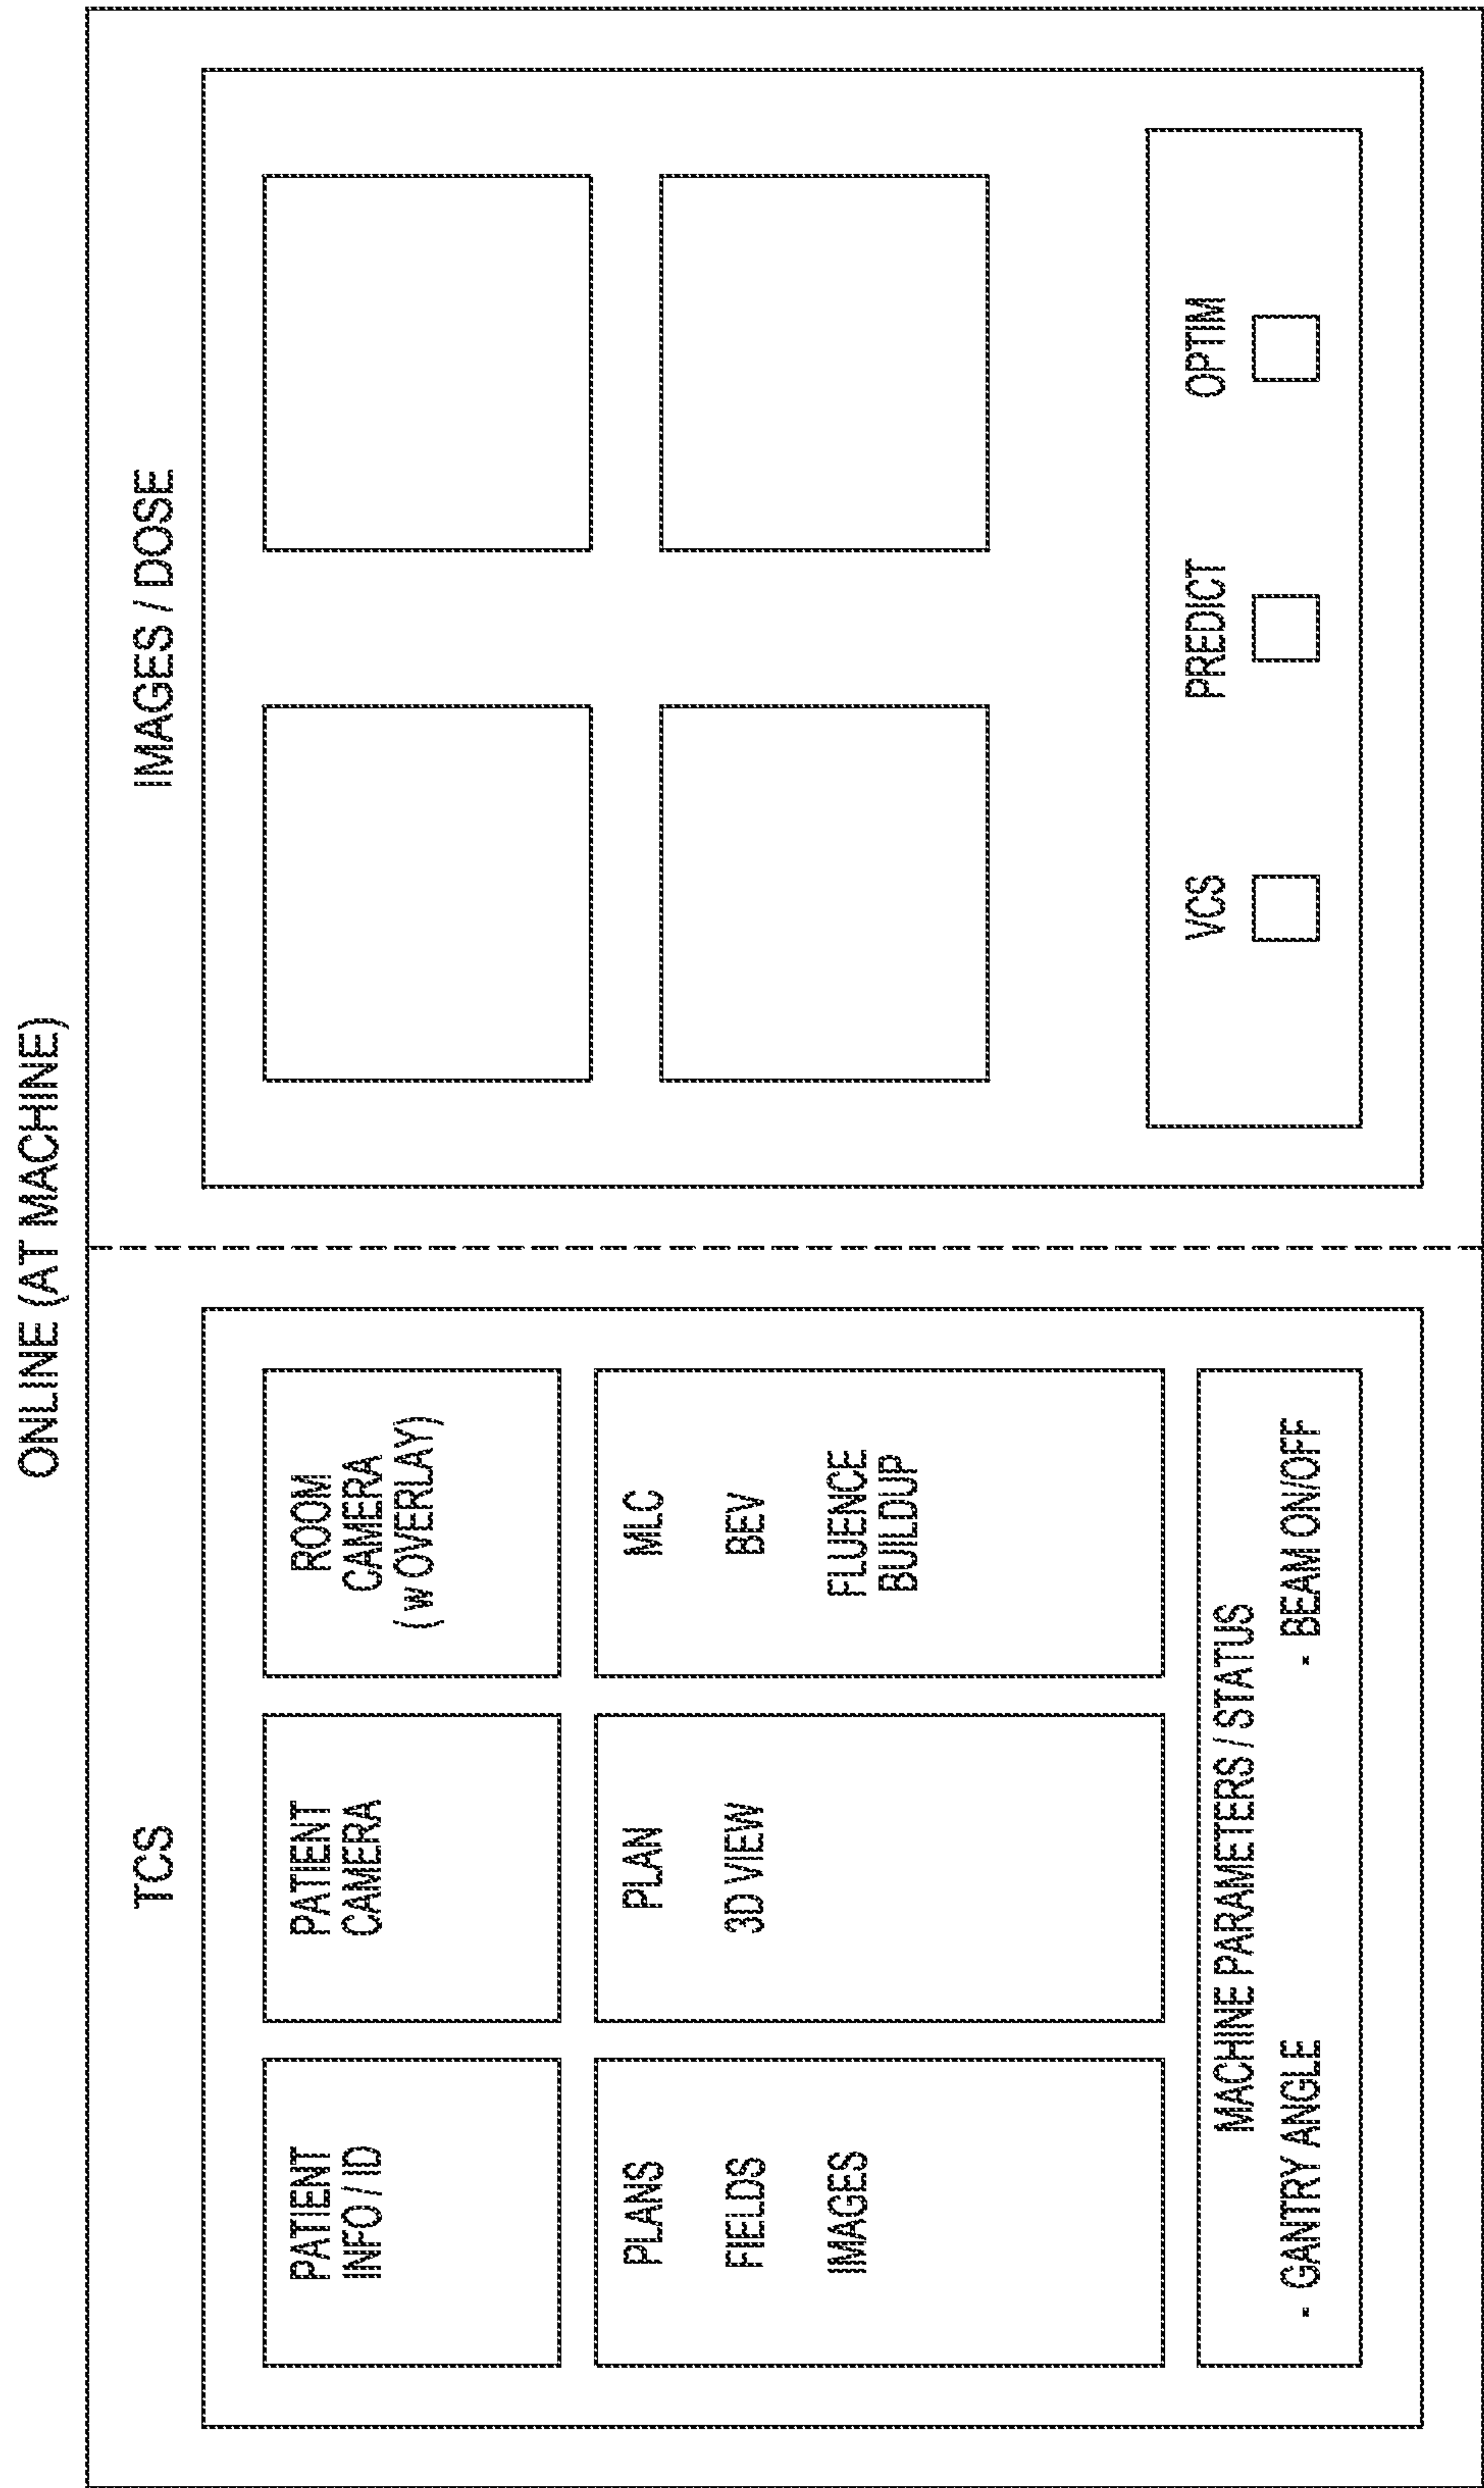 ONLINE (AT MACHINE)
TCS
PATIENT
INFO / ID
PATIENT
CAMERA
ROOM
CAMERA
( w OVERLAY)
PLANS
FIELDS
IMAGES
PLAN
3D VIEW
MLC
BEV
FLUENCE
BUILDUP
MACHINE PARAMETERS / STATUS
- GANTRY ANGLE
- BEAM ON/OFF
IMAGES / DOSE
VCS
PREDICT
OPTIM